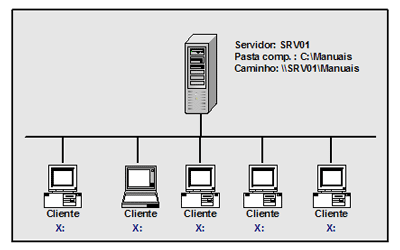 Servidor: SRV01
Pasta comp. : C:\Manuais
Caminho: \\SRV01\Manuais
Cliente Cliente Cliente Cliente Cliente
X: X: X: X: X: